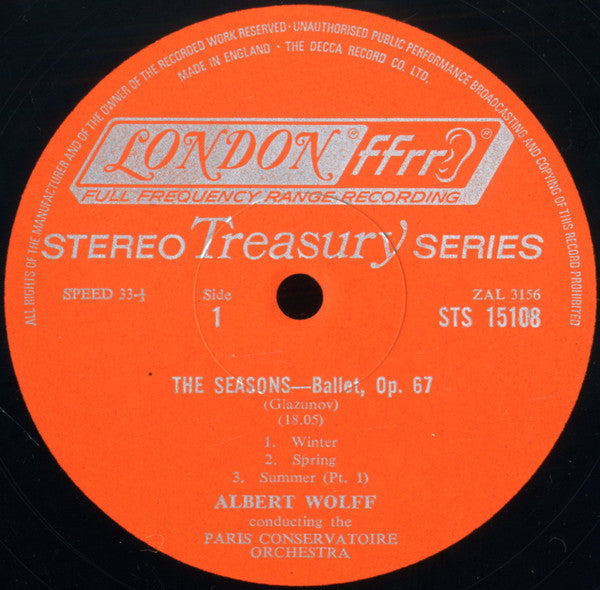 ALL RIGHTS OF THE MANUFACTURER AND OF THE OWNER OF THE RECORDED WORK RESERVED · UNAUTHORISED PUBLIC PERFORMANCE BROADCASTING AND COPYING OF THIS RECORD PROHIBITED
MADE IN ENGLAND · THE DECCA RECORD CO. LTD.
LONDON ® ffrr ®
FULL FREQUENCY RANGE RECORDING
STEREO Treasury SERIES
SPEED 33⅓ Side ZAL 3156
1 STS 15108
THE SEASONS—Ballet, Op. 67
(Glazunov)
(18.05)
1. Winter
2. Spring
3. Summer (Pt. 1)
ALBERT WOLFF
conducting the
PARIS CONSERVATOIRE
ORCHESTRA